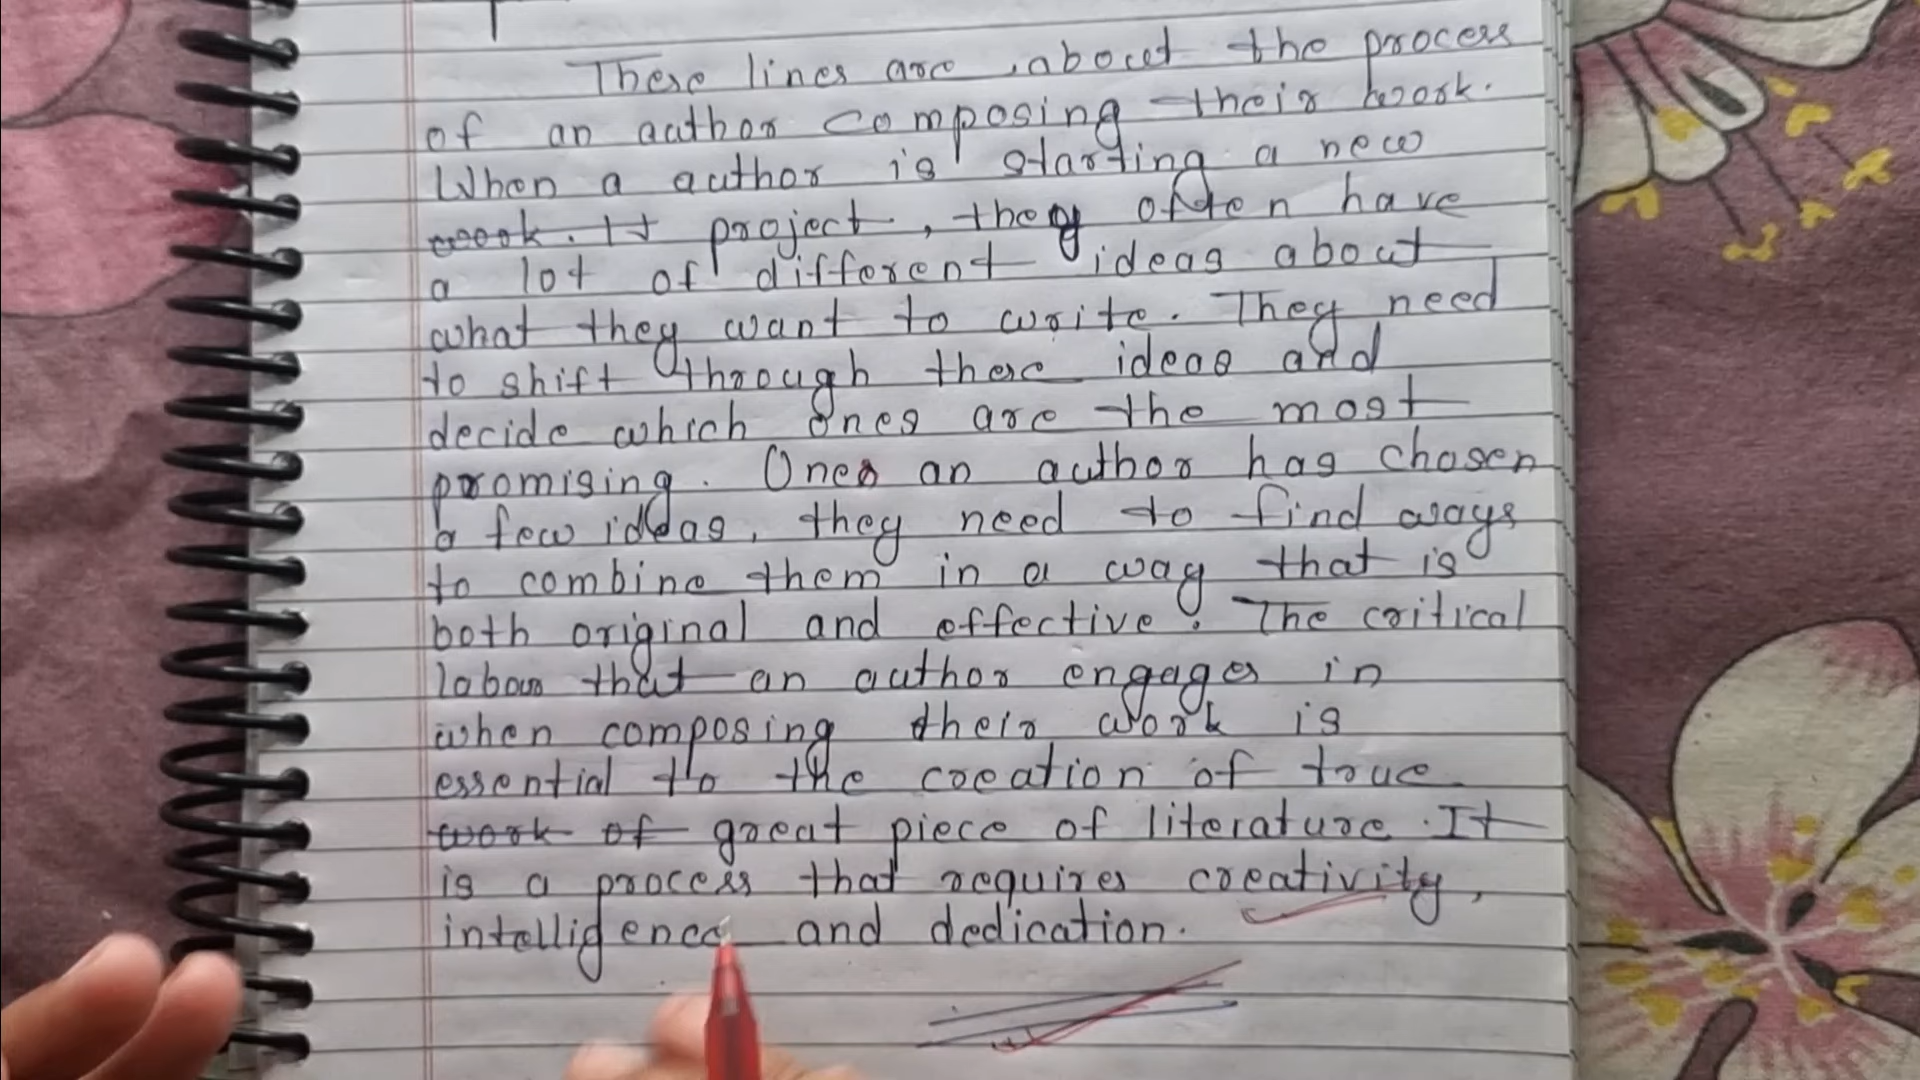 These lines are about the process
of an author composing their work.
When a author is starting a new
work. It project, they often have
a lot of different ideas about
what they want to write. They need
to shift through these ideas and
decide which ones are the most
promising. Ones an author has chosen
a few ideas, they need to find ways
to combine them in a way that is
both original and effective. The critical
labour that an author engages in
when composing their work is
essential to the creation of true
work of great piece of literature. It
is a process that requires creativity,
intelligence and dedication.